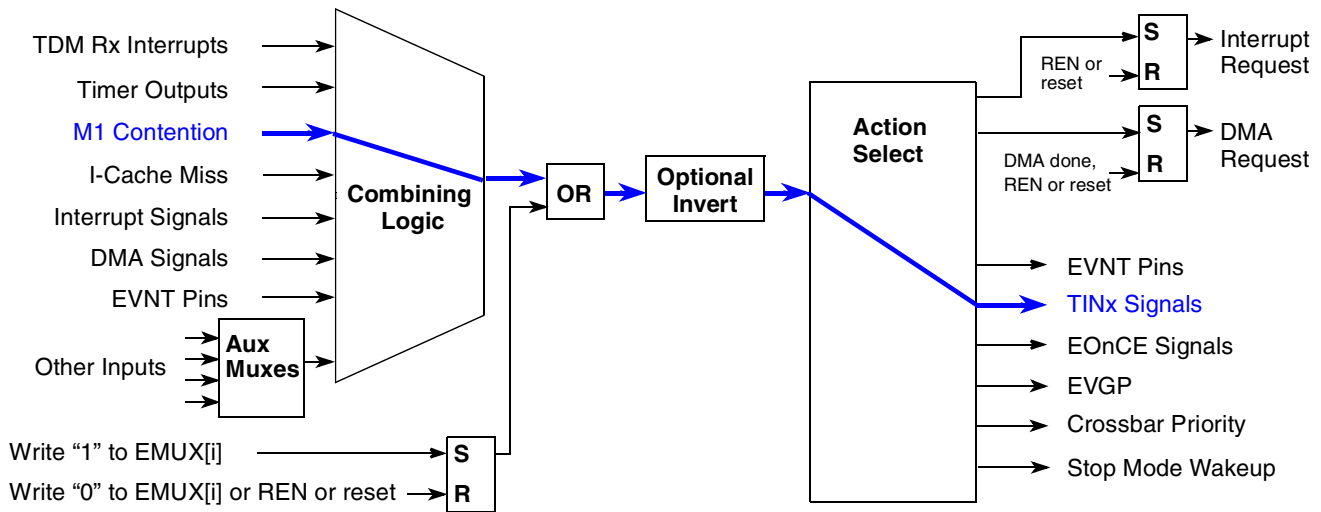 TDM Rx Interrupts
Timer Outputs
M1 Contention
I-Cache Miss
Interrupt Signals
DMA Signals
EVNT Pins
Other Inputs
Aux
Muxes
Combining
Logic
Write “1” to EMUX[i]
Write “0” to EMUX[i] or REN or reset
S
R
OR
Optional
Invert
Action
Select
REN or
reset
S
R
Interrupt
Request
DMA done,
REN or reset
S
R
DMA
Request
EVNT Pins
TINx Signals
EOnCE Signals
EVGP
Crossbar Priority
Stop Mode Wakeup